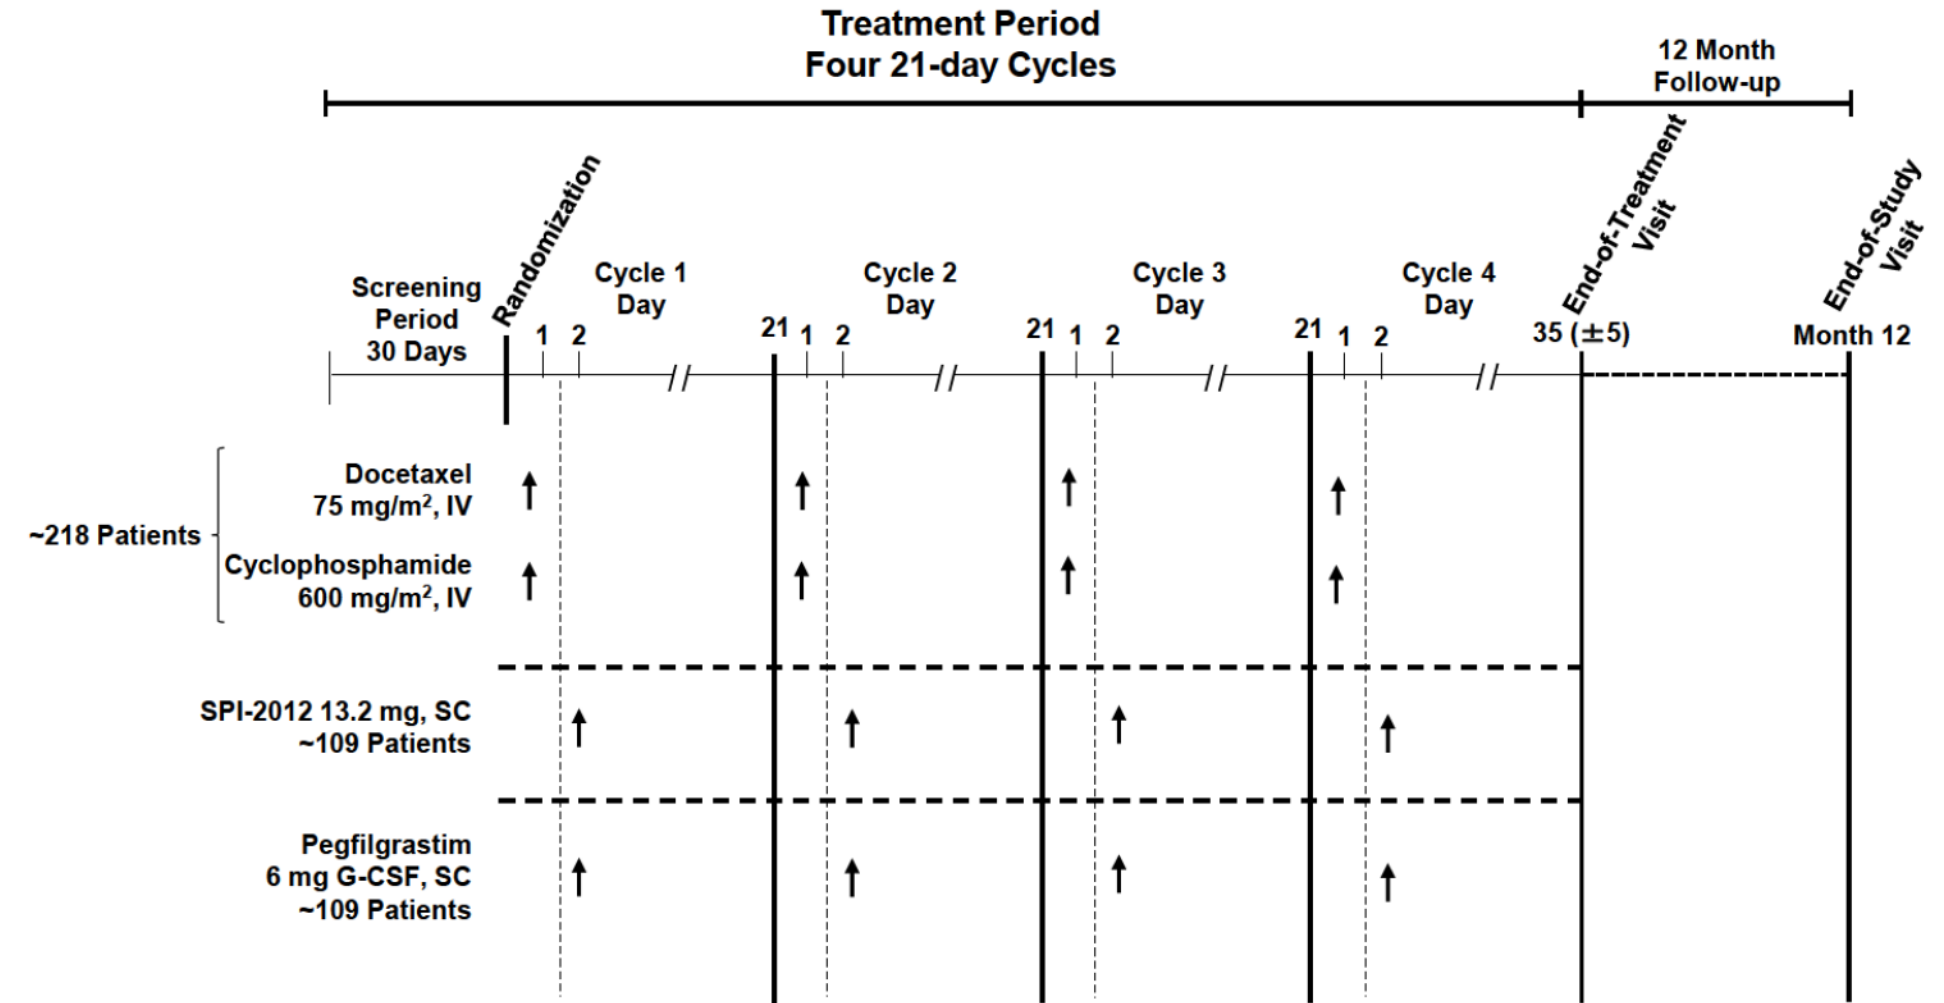 Treatment Period
Four 21-day Cycles
12 Month
Follow-up
Randomization
End-of-Treatment
Visit
End-of-Study
Visit
Screening
Period
30 Days
Cycle 1
Day
Cycle 2
Day
Cycle 3
Day
Cycle 4
Day
1 2 21 1 2 21 1 2 21 1 2 35 (±5) Month 12
~218 Patients
Docetaxel
75 mg/m², IV
Cyclophosphamide
600 mg/m², IV
SPI-2012 13.2 mg, SC
~109 Patients
Pegfilgrastim
6 mg G-CSF, SC
~109 Patients